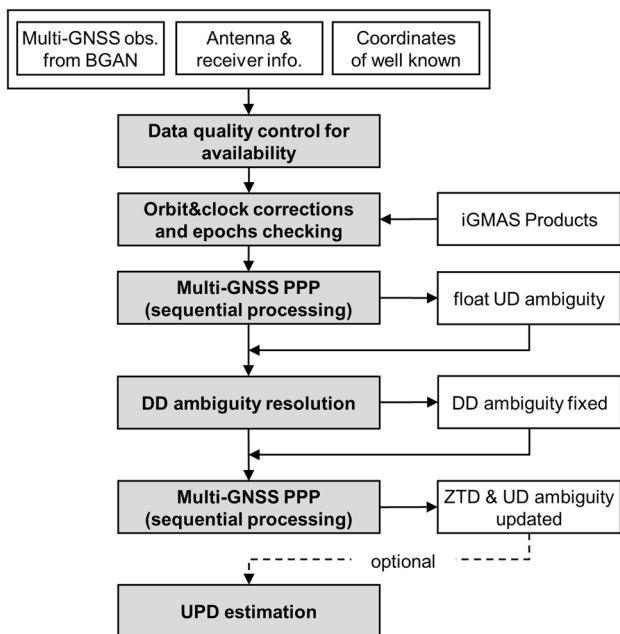 Multi-GNSS obs.
from BGAN
Antenna &
receiver info.
Coordinates
of well known
Data quality control for
availability
Orbit&clock corrections
and epochs checking
iGMAS Products
Multi-GNSS PPP
(sequential processing)
float UD ambiguity
DD ambiguity resolution
DD ambiguity fixed
Multi-GNSS PPP
(sequential processing)
ZTD & UD ambiguity
updated
optional
UPD estimation